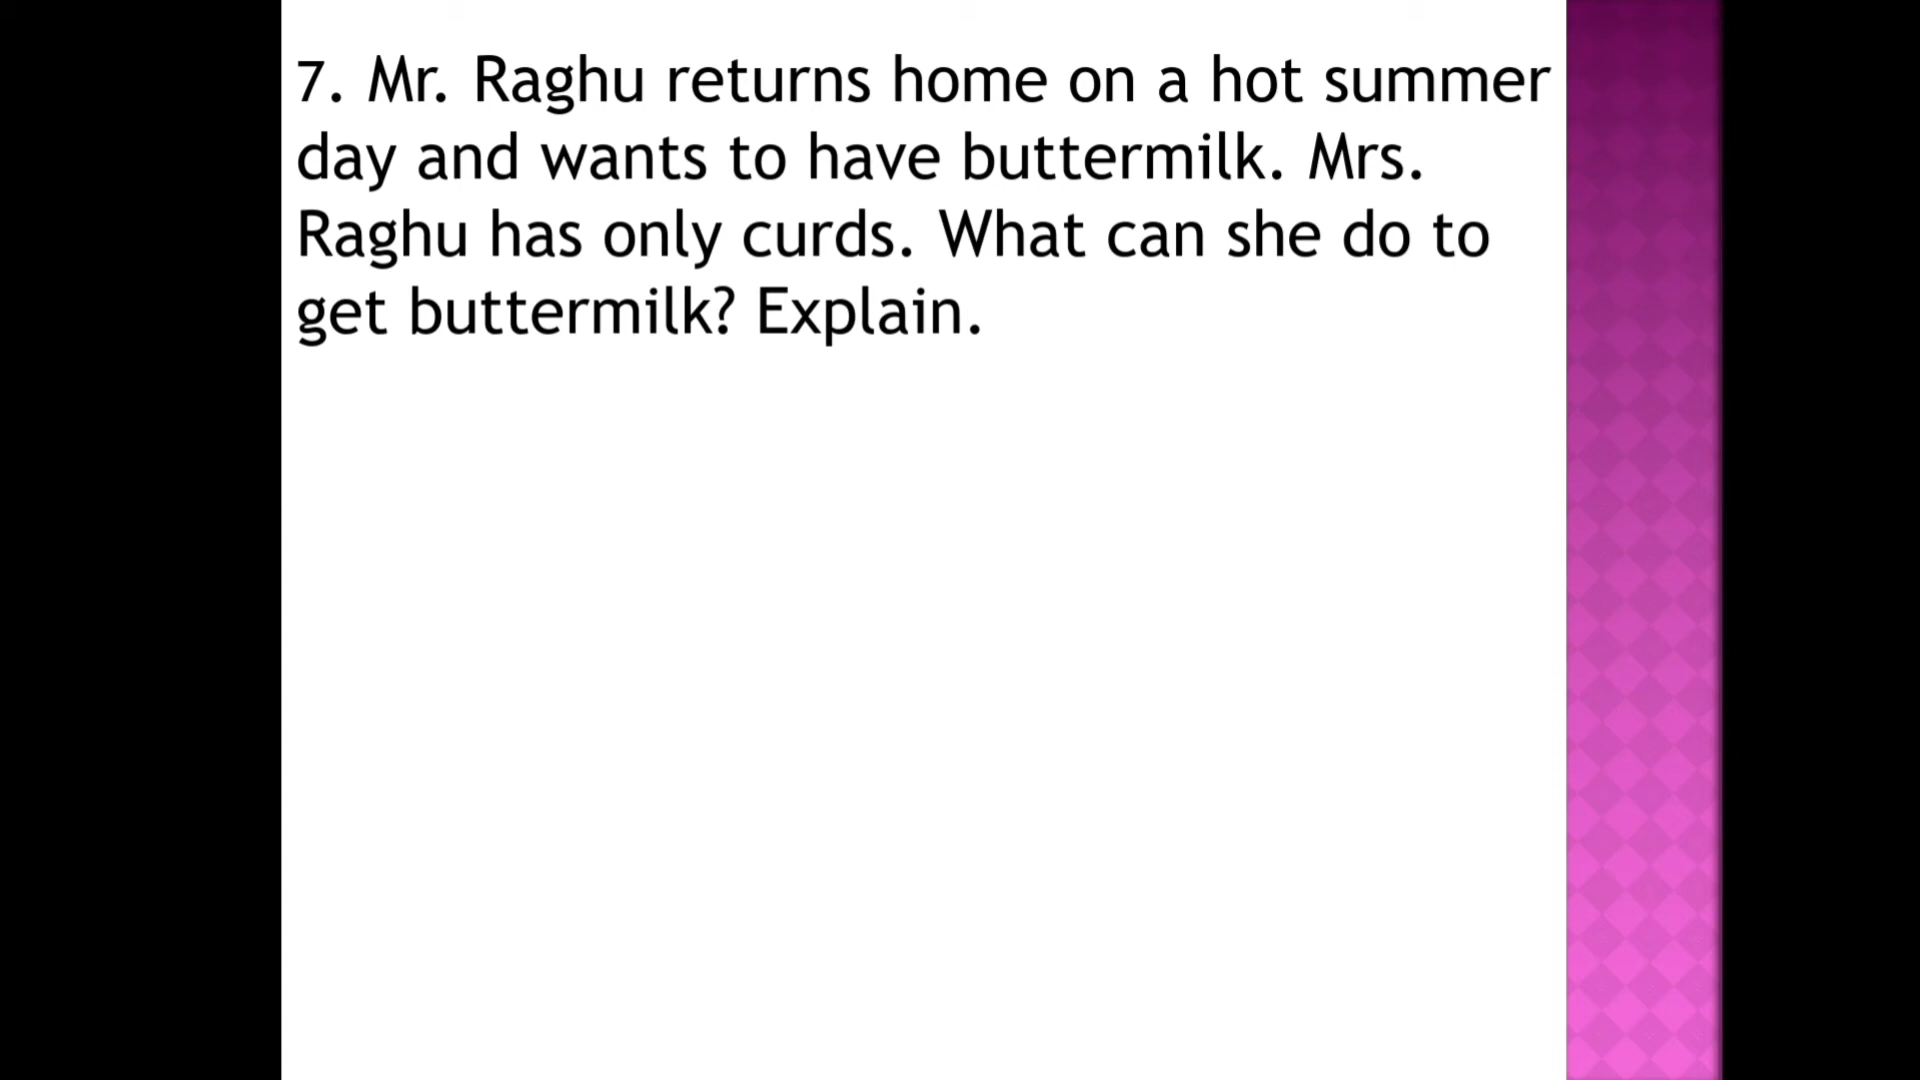 7. Mr. Raghu returns home on a hot summer
day and wants to have buttermilk. Mrs.
Raghu has only curds. What can she do to
get buttermilk? Explain.